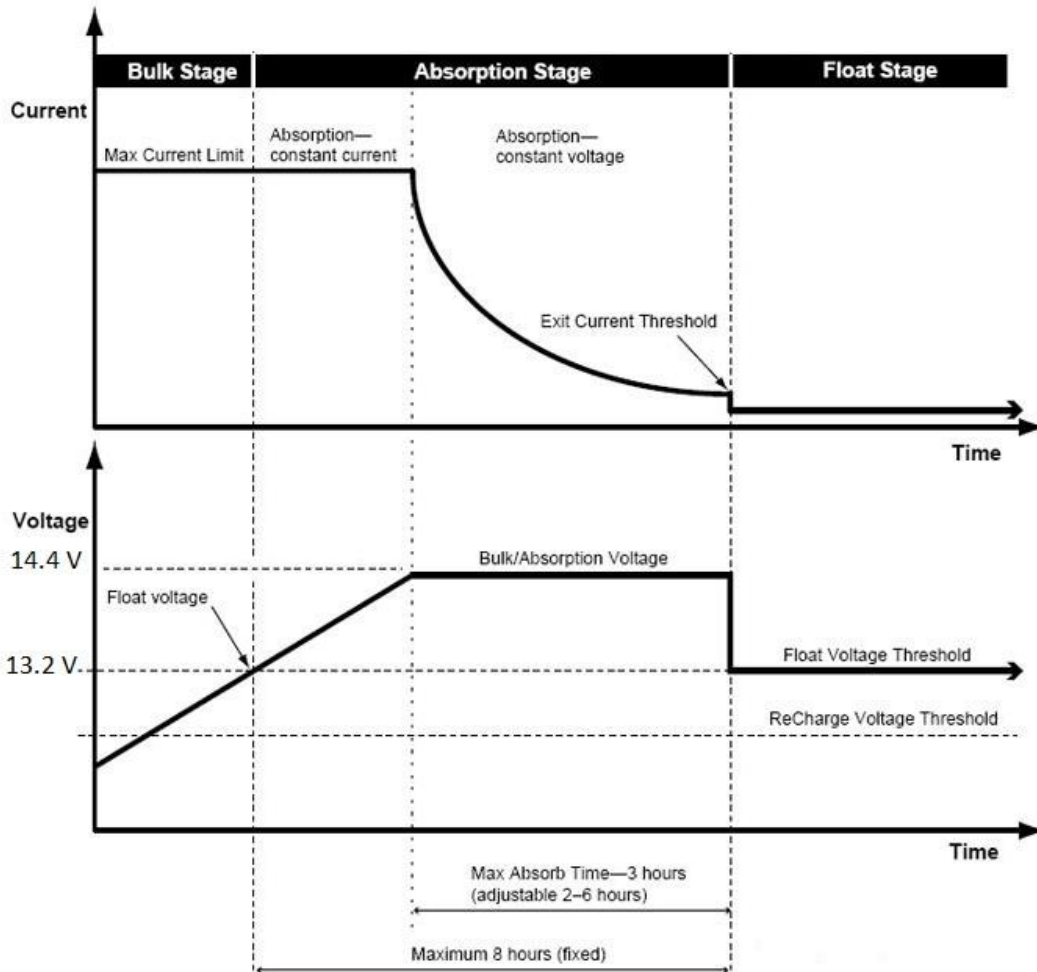 Bulk Stage
Absorption Stage
Float Stage
Current
Max Current Limit
Absorption—
constant current
Absorption—
constant voltage
Exit Current Threshold
Time
Voltage
14.4 V
Bulk/Absorption Voltage
Float voltage
13.2 V
Float Voltage Threshold
ReCharge Voltage Threshold
Time
Max Absorb Time—3 hours
(adjustable 2–6 hours)
Maximum 8 hours (fixed)